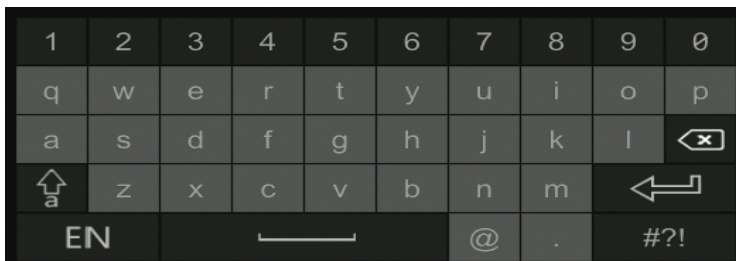 1 2 3 4 5 6 7 8 9 0
q w e r t y u i o p
a s d f g h j k l
a z x c v b n m
EN @ . #?!